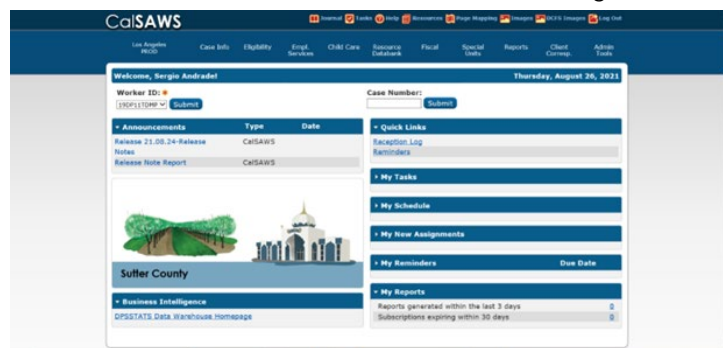 CalSAWS
Journal Tasks Help Resources Page Mapping Images DCFS Images Log Out
Los Angeles PROD
Case Info
Eligibility
Empl. Services
Child Care
Resource Databank
Fiscal
Special Units
Reports
Client Corresp.
Admin Tools
Welcome, Sergio Andrade! Thursday, August 26, 2021
Worker ID:
Submit
Case Number:
Submit
Announcements Type Date
Release 21.08.24-Release CalSAWS
Notes
Release Note Report CalSAWS
Sutter County
Business Intelligence
DPSSTATS Data Warehouse Homepage
Quick Links
Reception Log
Reminders
My Tasks
My Schedule
My New Assignments
My Reminders Due Date
My Reports
Reports generated within the last 3 days 0
Subscriptions expiring within 30 days 0